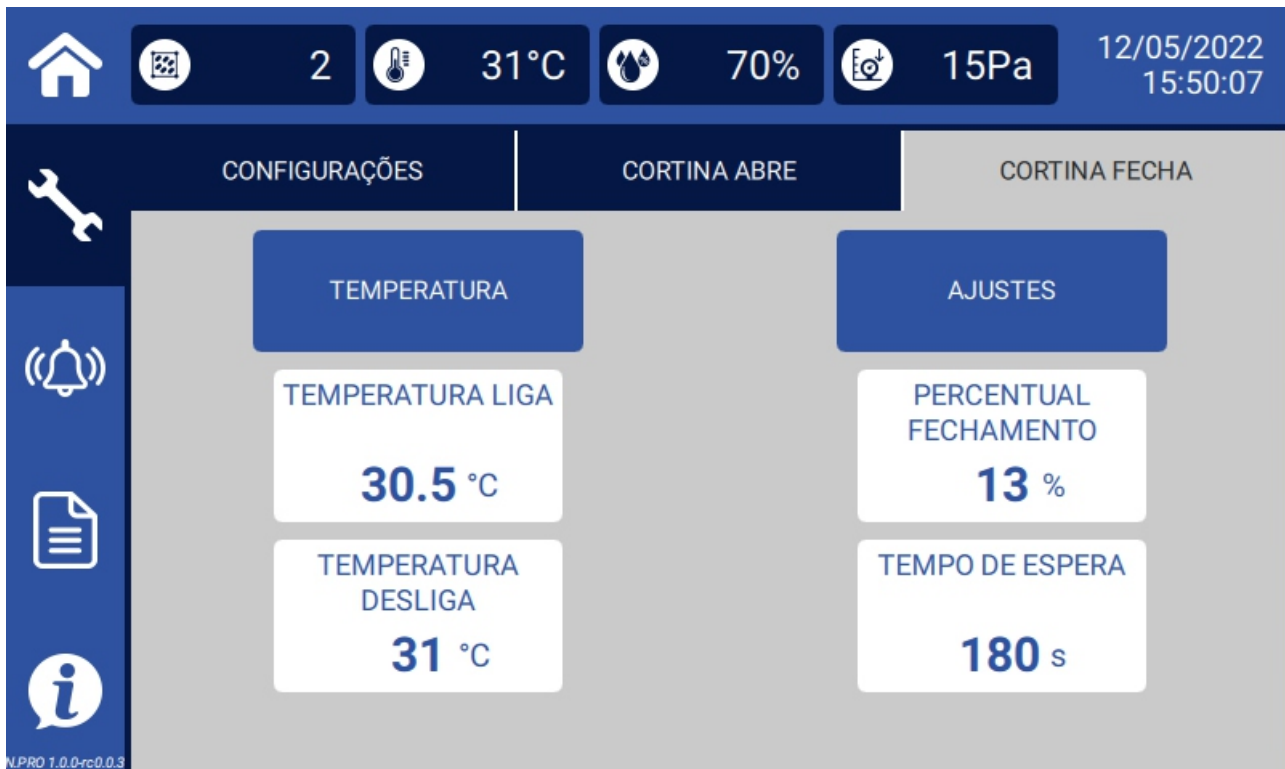 2
31°C
70%
15Pa
12/05/2022
15:50:07
CONFIGURAÇÕES
CORTINA ABRE
CORTINA FECHA
TEMPERATURA
AJUSTES
TEMPERATURA LIGA
30.5 °C
PERCENTUAL
FECHAMENTO
13 %
TEMPERATURA
DESLIGA
31 °C
TEMPO DE ESPERA
180 s
N.PRO 1.0.0-rc0.0.3